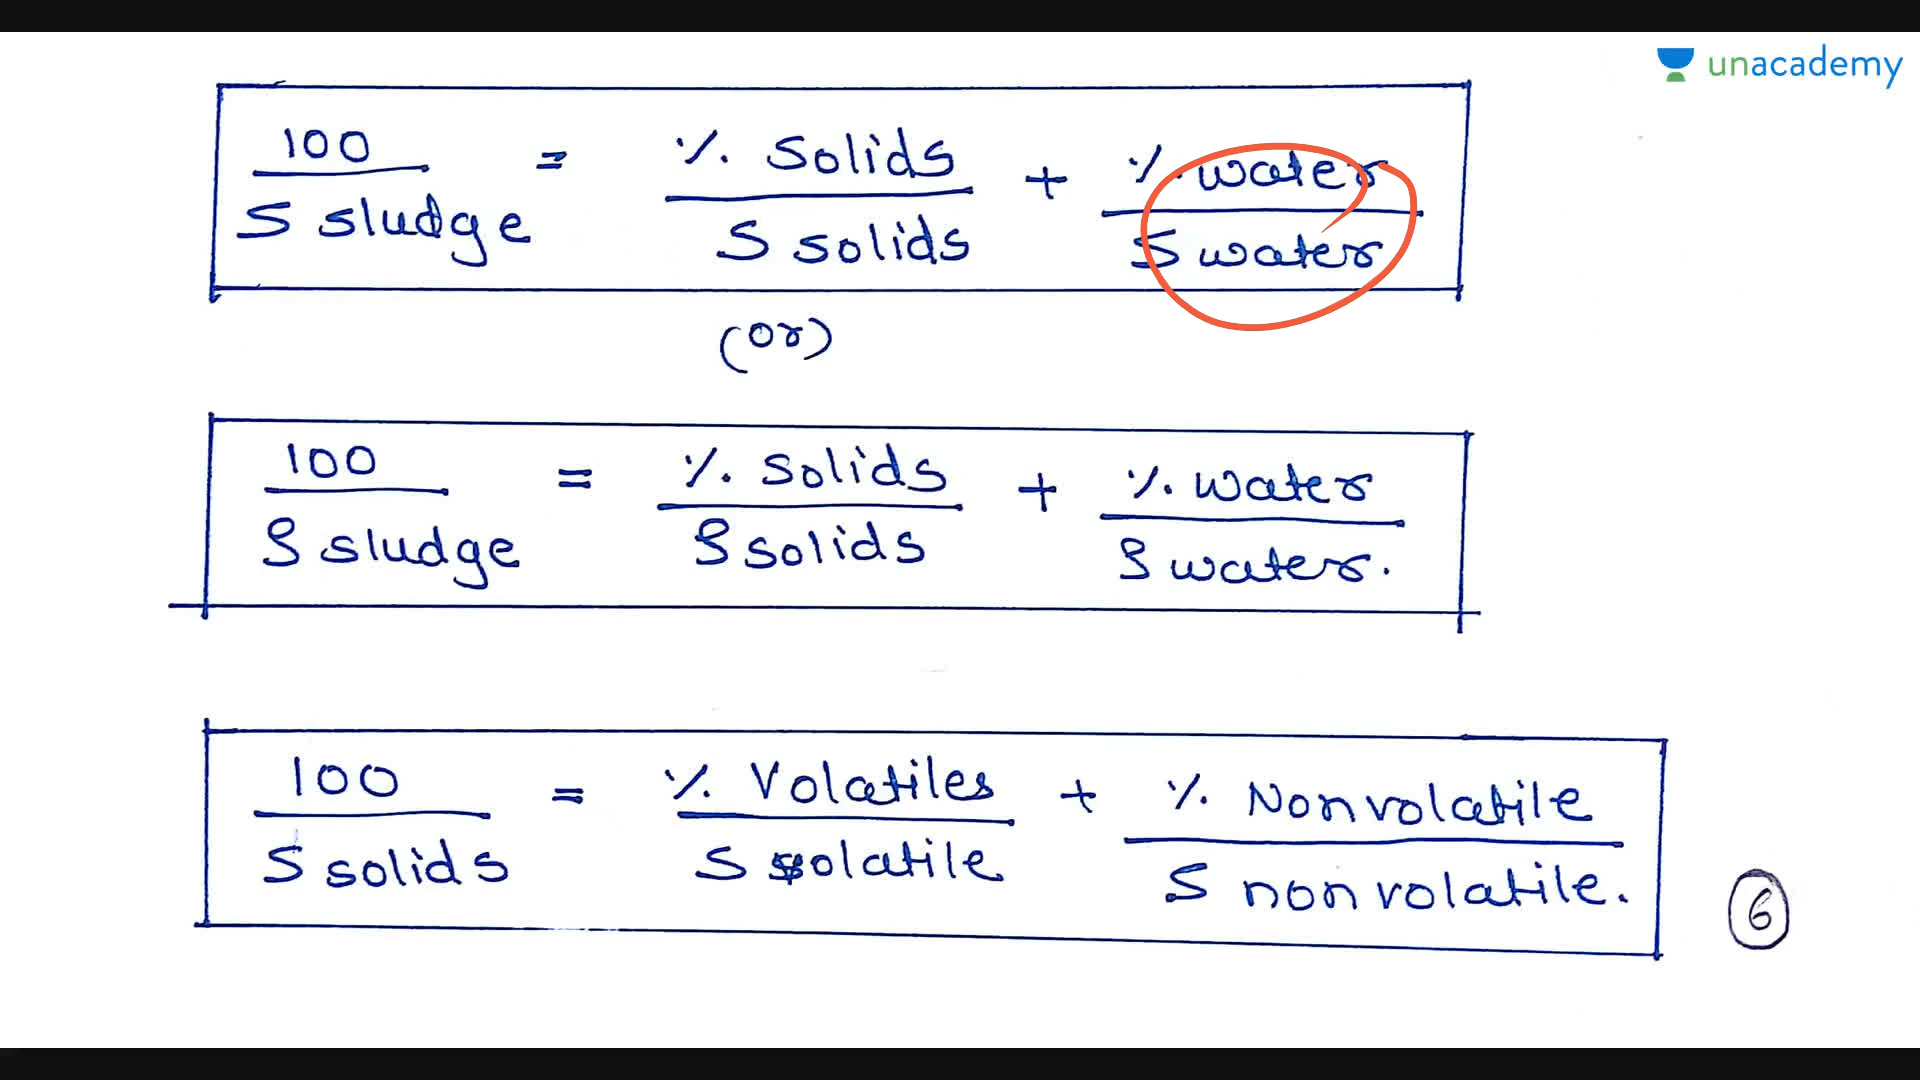 unacademy
100 / S sludge = % Solids / S solids + % water / S water
(or)
100 / ρ sludge = % Solids / ρ solids + % water / ρ water.
100 / S solids = % Volatiles / S volatile + % Nonvolatile / S nonvolatile.
6